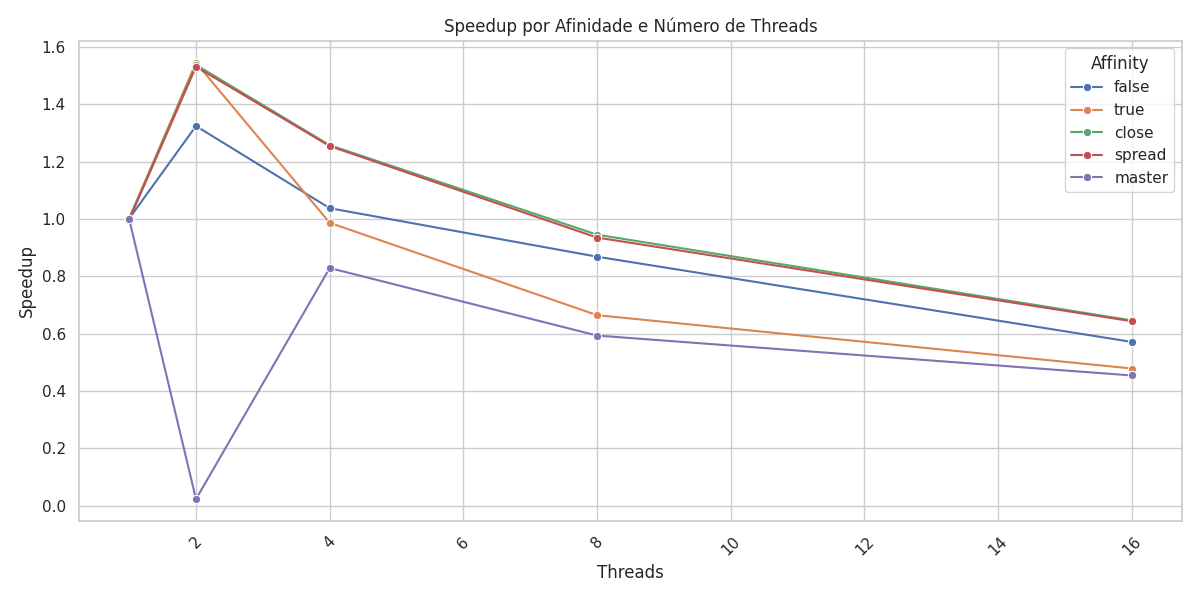 Speedup por Afinidade e Número de Threads
Speedup
1.6
1.4
1.2
1.0
0.8
0.6
0.4
0.2
0.0
Affinity
false
true
close
spread
master
2
4
6
8
10
12
14
16
Threads